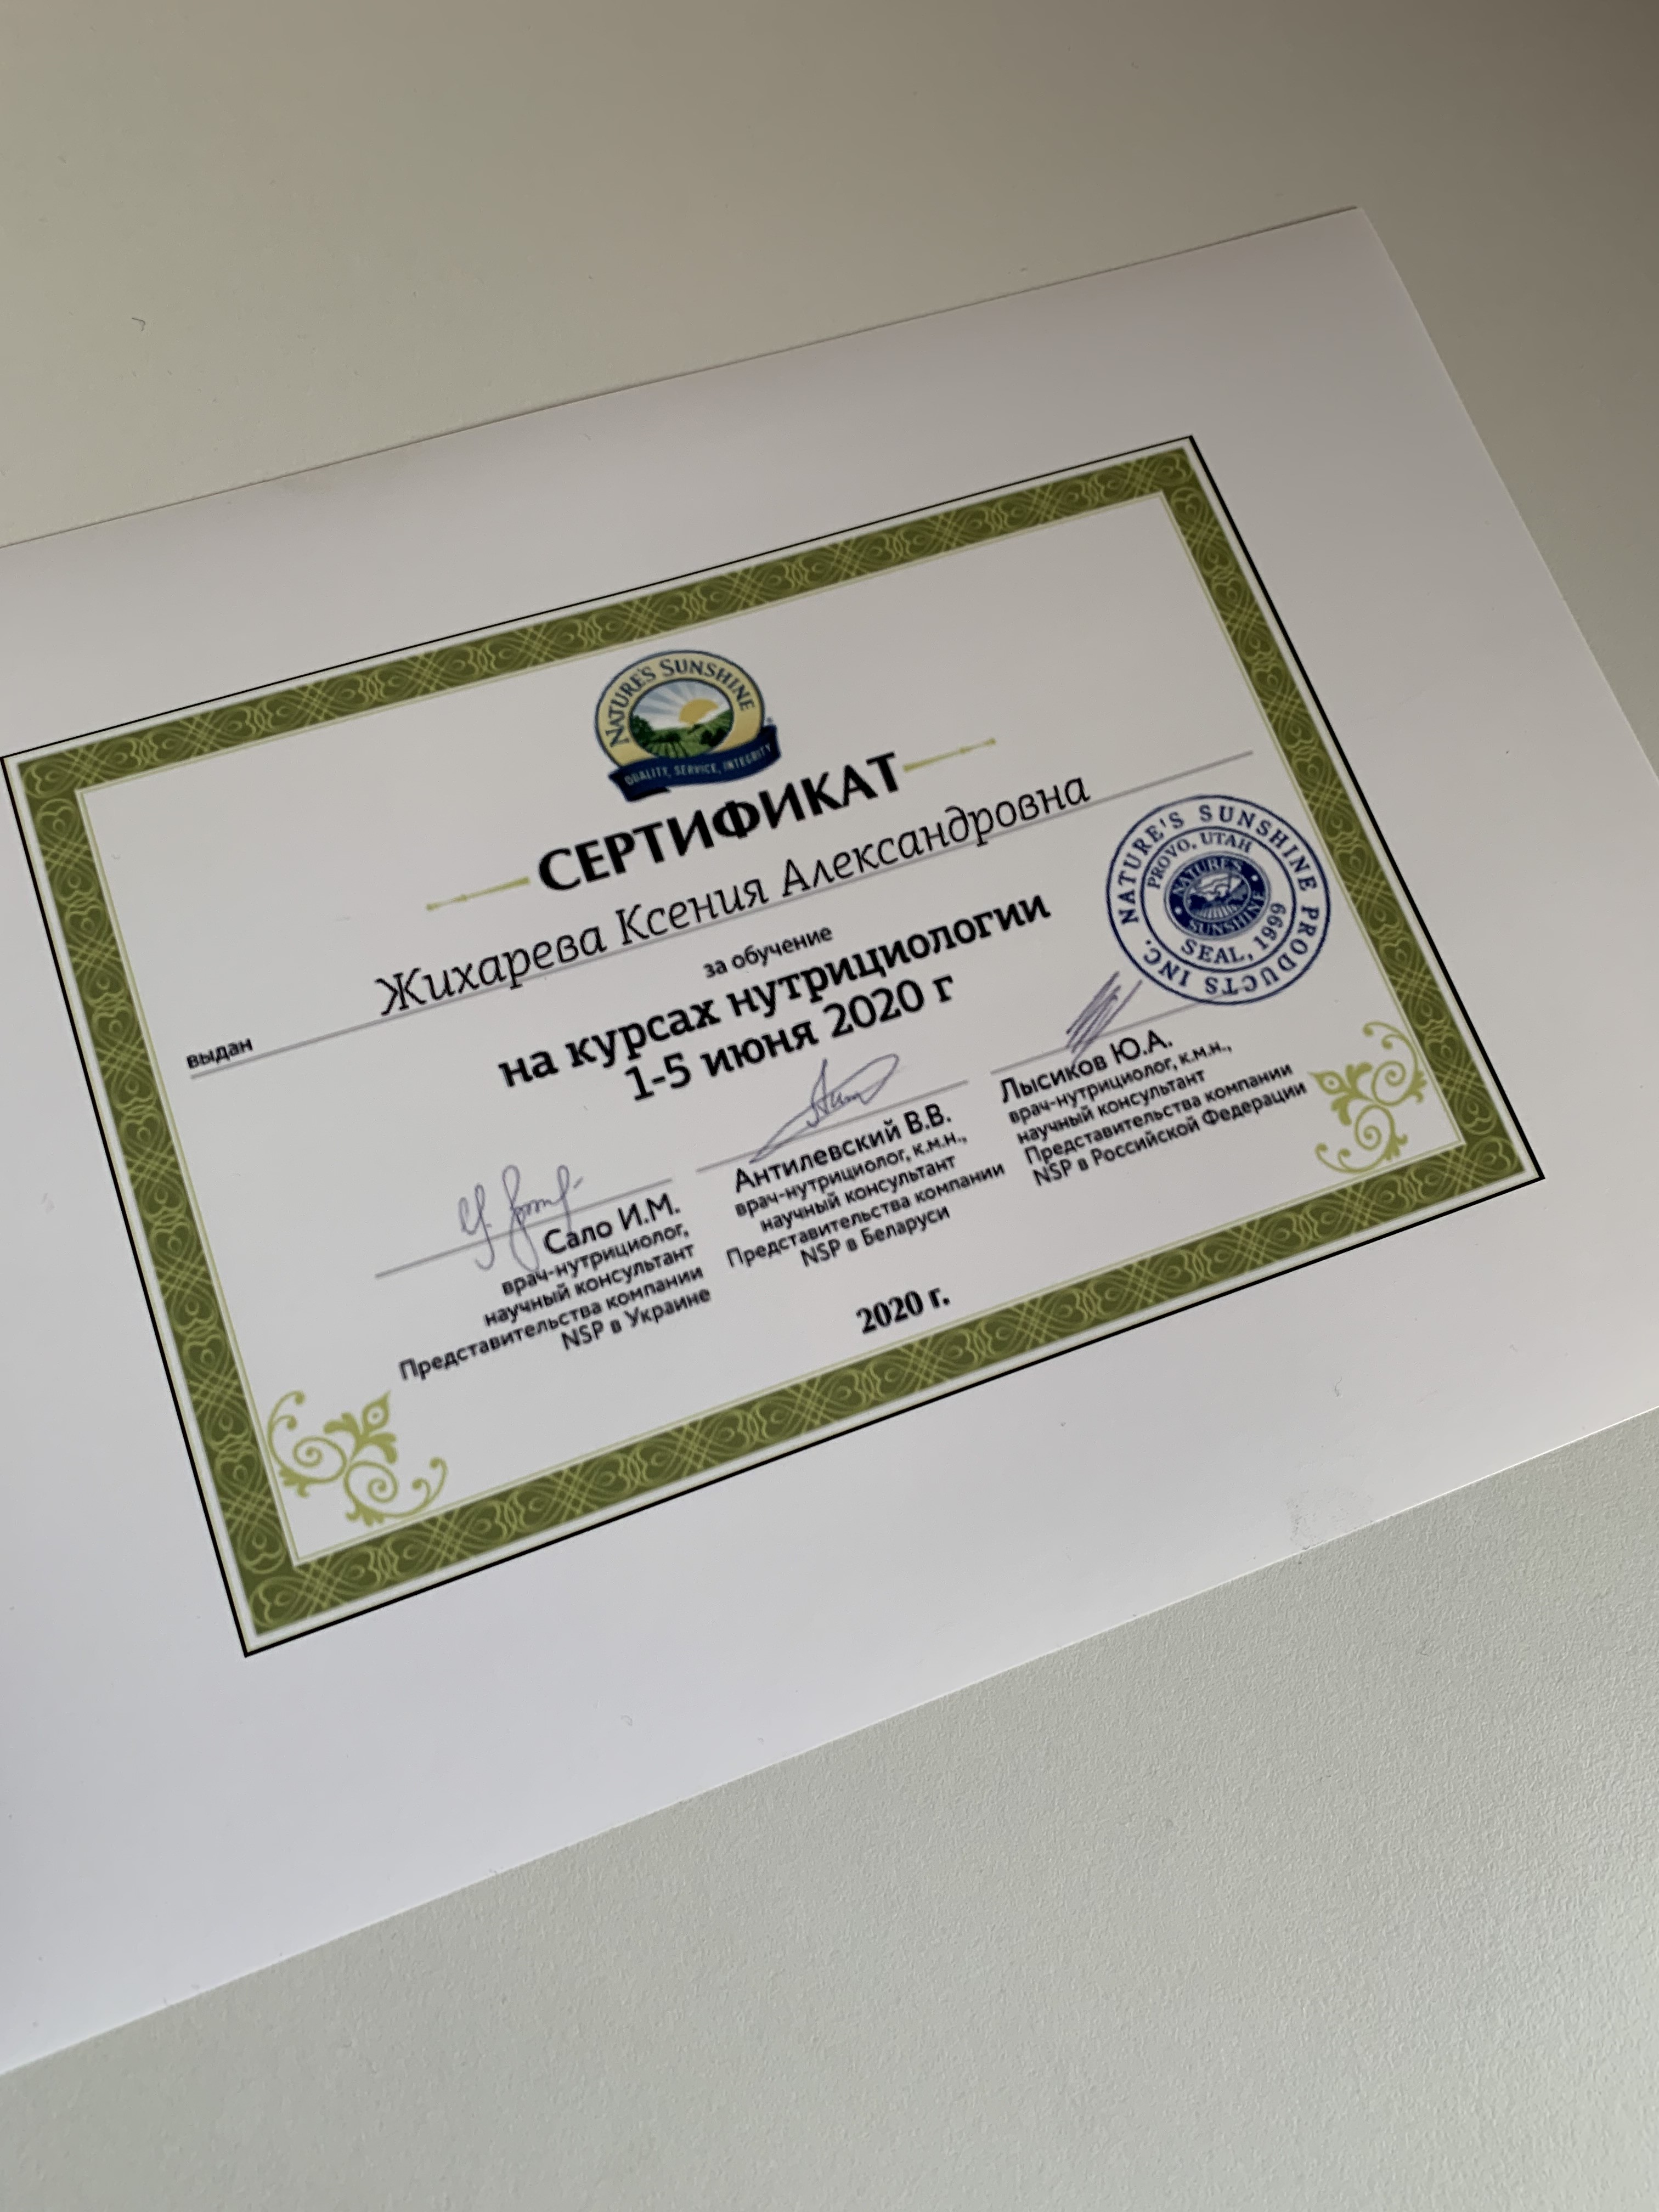 NATURE'S SUNSHINE
QUALITY, SERVICE, INTEGRITY
СЕРТИФИКАТ
выдан Жихарева Ксения Александровна
за обучение
на курсах нутрициологии
1-5 июня 2020 г
NATURE'S SUNSHINE PRODUCTS INC.
PROVO, UTAH
NATURE'S
SUNSHINE
SEAL, 1999
Сало И.М.
врач-нутрициолог,
научный консультант
Представительства компании
NSP в Украине
Антилевский В.В.
врач-нутрициолог, к.м.н.,
научный консультант
Представительства компании
NSP в Беларуси
Лысиков Ю.А.
врач-нутрициолог, к.м.н.,
научный консультант
Представительства компании
NSP в Российской Федерации
2020 г.